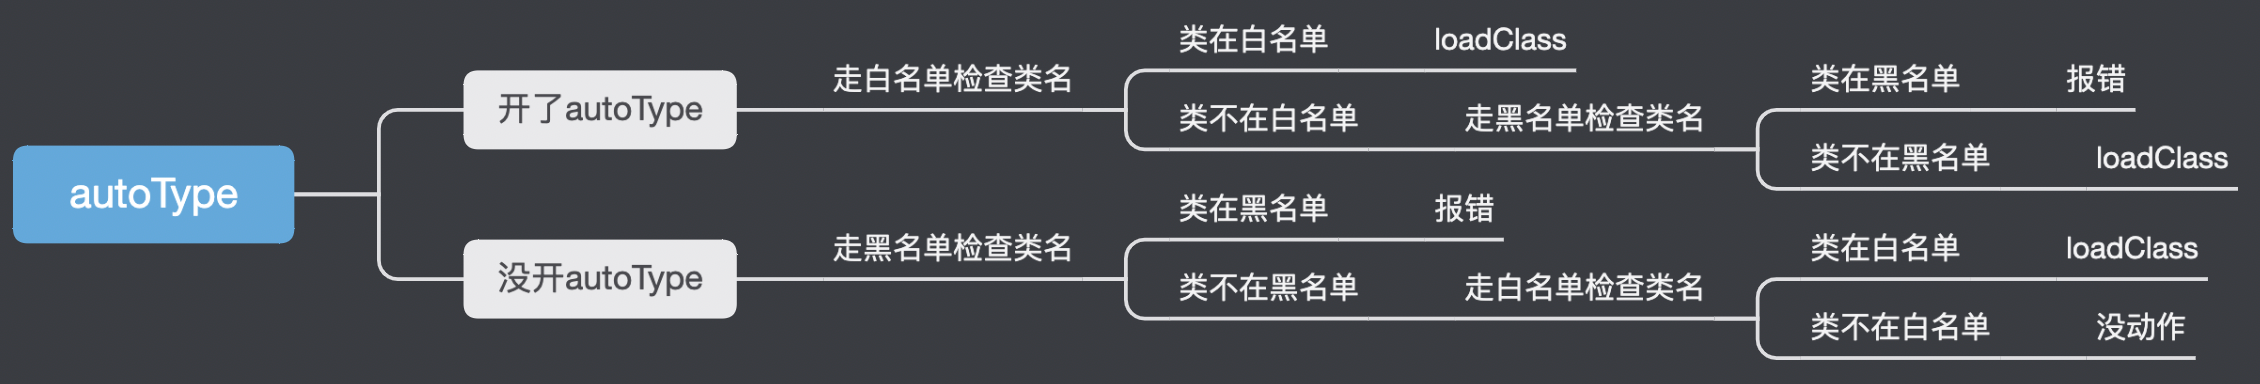 autoType
开了autoType
走白名单检查类名
类在白名单
loadClass
类不在白名单
走黑名单检查类名
类在黑名单
报错
类不在黑名单
loadClass
没开autoType
走黑名单检查类名
类在黑名单
报错
类不在黑名单
走白名单检查类名
类在白名单
loadClass
类不在白名单
没动作